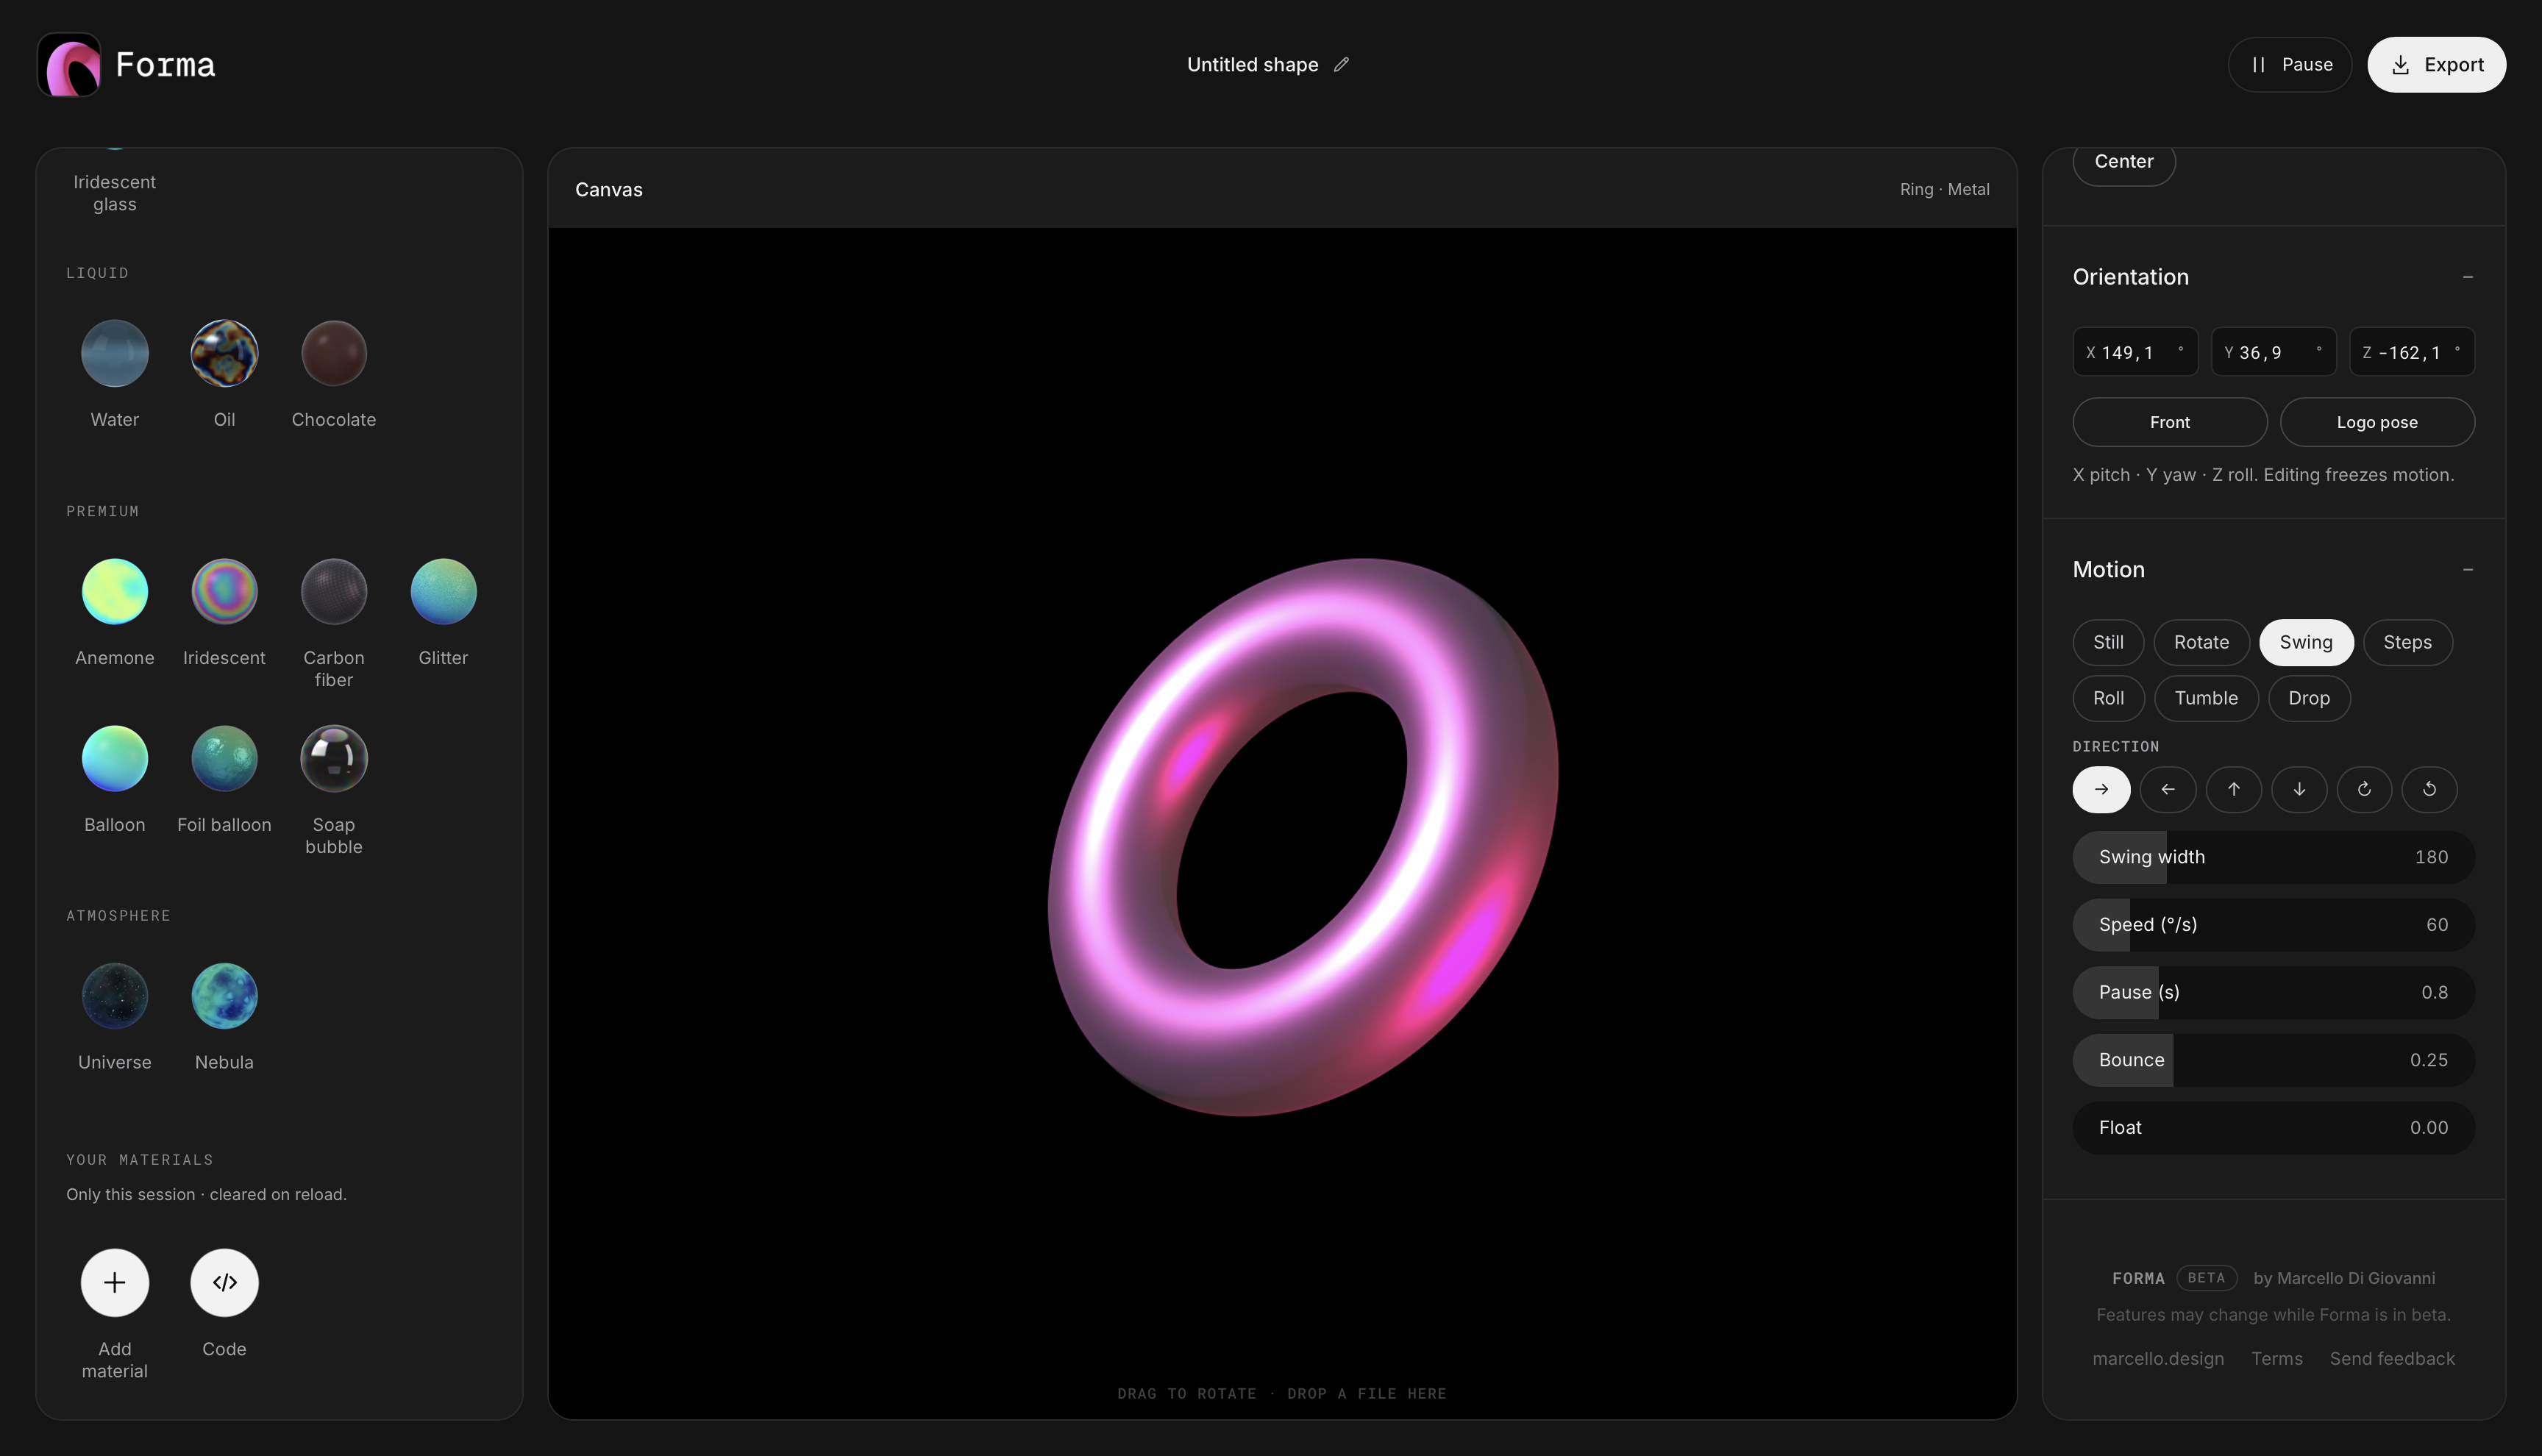 Forma
Untitled shape
Pause
Export
Iridescent
glass
LIQUID
Water
Oil
Chocolate
PREMIUM
Anemone
Iridescent
Carbon
fiber
Glitter
Balloon
Foil balloon
Soap
bubble
ATMOSPHERE
Universe
Nebula
YOUR MATERIALS
Only this session · cleared on reload.
Add
material
Code
Canvas
Ring · Metal
DRAG TO ROTATE · DROP A FILE HERE
Center
Orientation
X 149,1 °
Y 36,9 °
Z -162,1 °
Front
Logo pose
X pitch · Y yaw · Z roll. Editing freezes motion.
Motion
Still
Rotate
Swing
Steps
Roll
Tumble
Drop
DIRECTION
Swing width 180
Speed (°/s) 60
Pause (s) 0.8
Bounce 0.25
Float 0.00
FORMA BETA by Marcello Di Giovanni
Features may change while Forma is in beta.
marcello.design Terms Send feedback